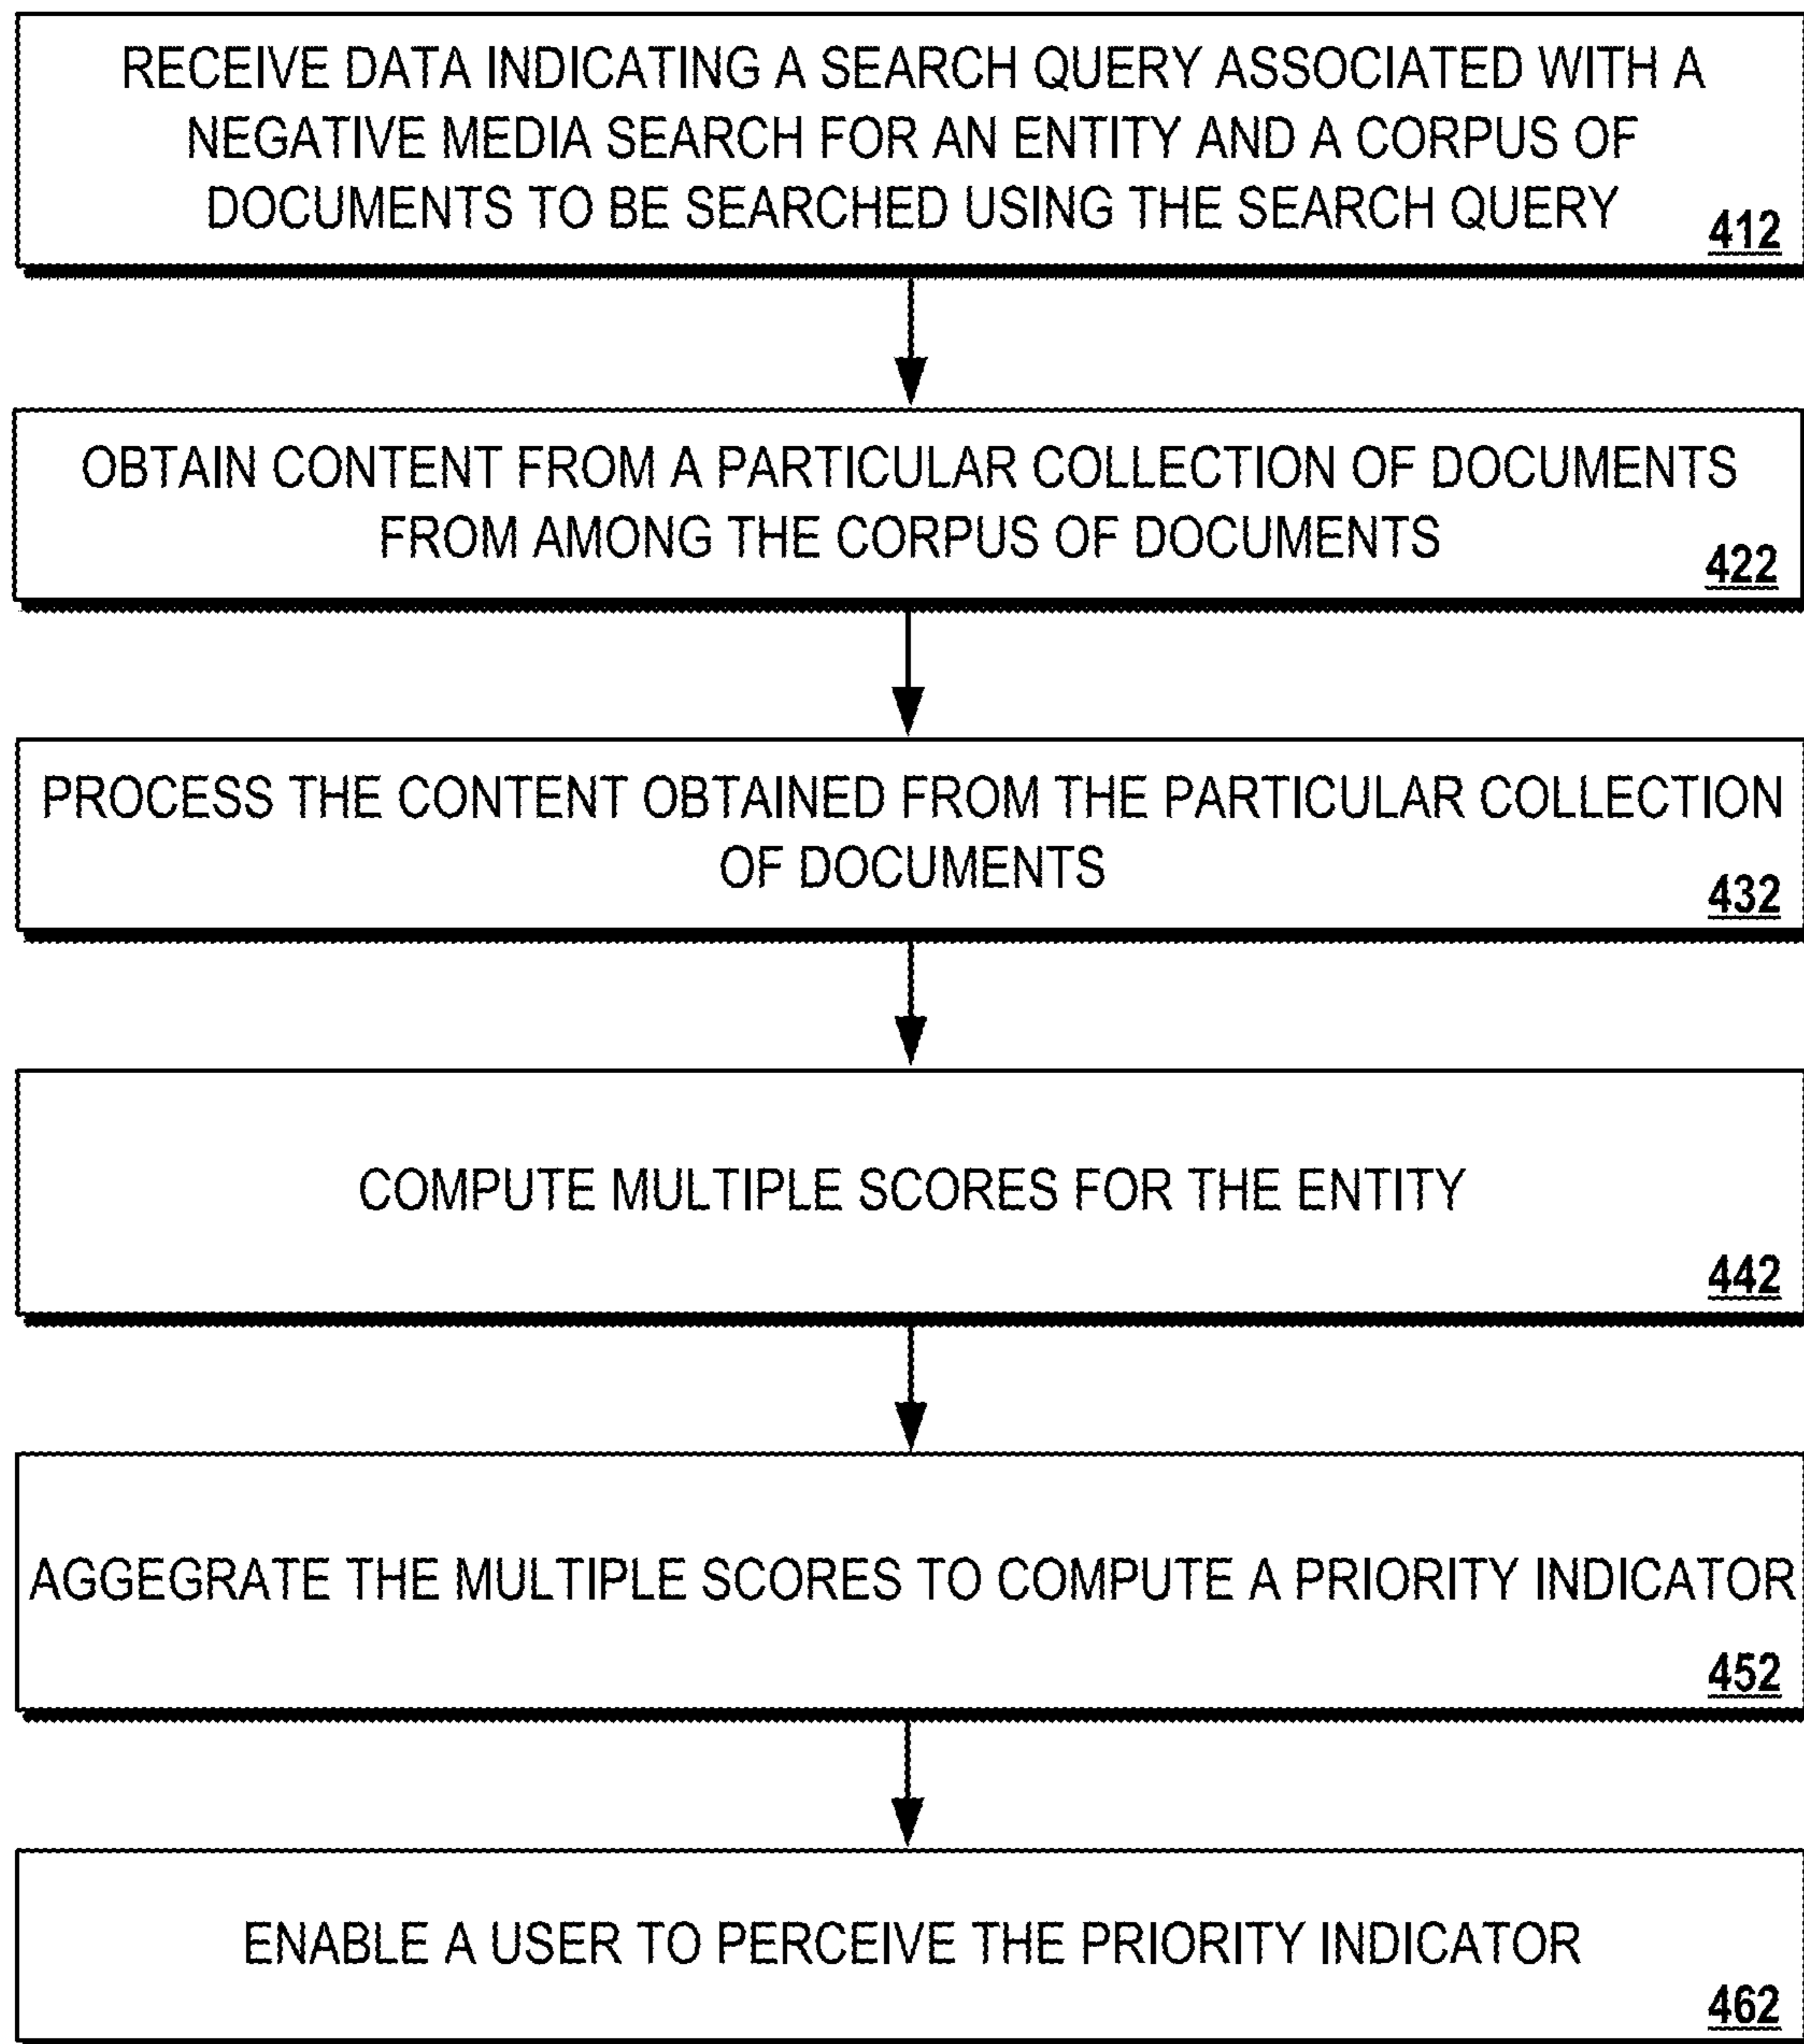 RECEIVE DATA INDICATING A SEARCH QUERY ASSOCIATED WITH A
NEGATIVE MEDIA SEARCH FOR AN ENTITY AND A CORPUS OF
DOCUMENTS TO BE SEARCHED USING THE SEARCH QUERY
412
OBTAIN CONTENT FROM A PARTICULAR COLLECTION OF DOCUMENTS
FROM AMONG THE CORPUS OF DOCUMENTS
422
PROCESS THE CONTENT OBTAINED FROM THE PARTICULAR COLLECTION
OF DOCUMENTS
432
COMPUTE MULTIPLE SCORES FOR THE ENTITY
442
AGGEGRATE THE MULTIPLE SCORES TO COMPUTE A PRIORITY INDICATOR
452
ENABLE A USER TO PERCEIVE THE PRIORITY INDICATOR
462